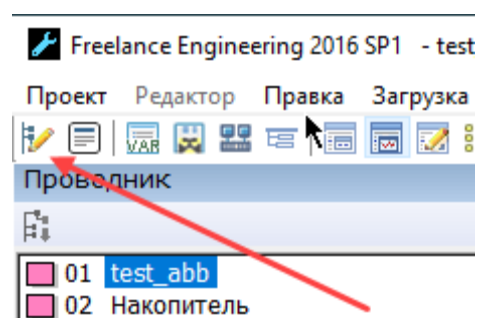 Freelance Engineering 2016 SP1 - test
Проект Редактор Правка Загрузка
VAR
Проводник
01 test_abb
02 Накопитель